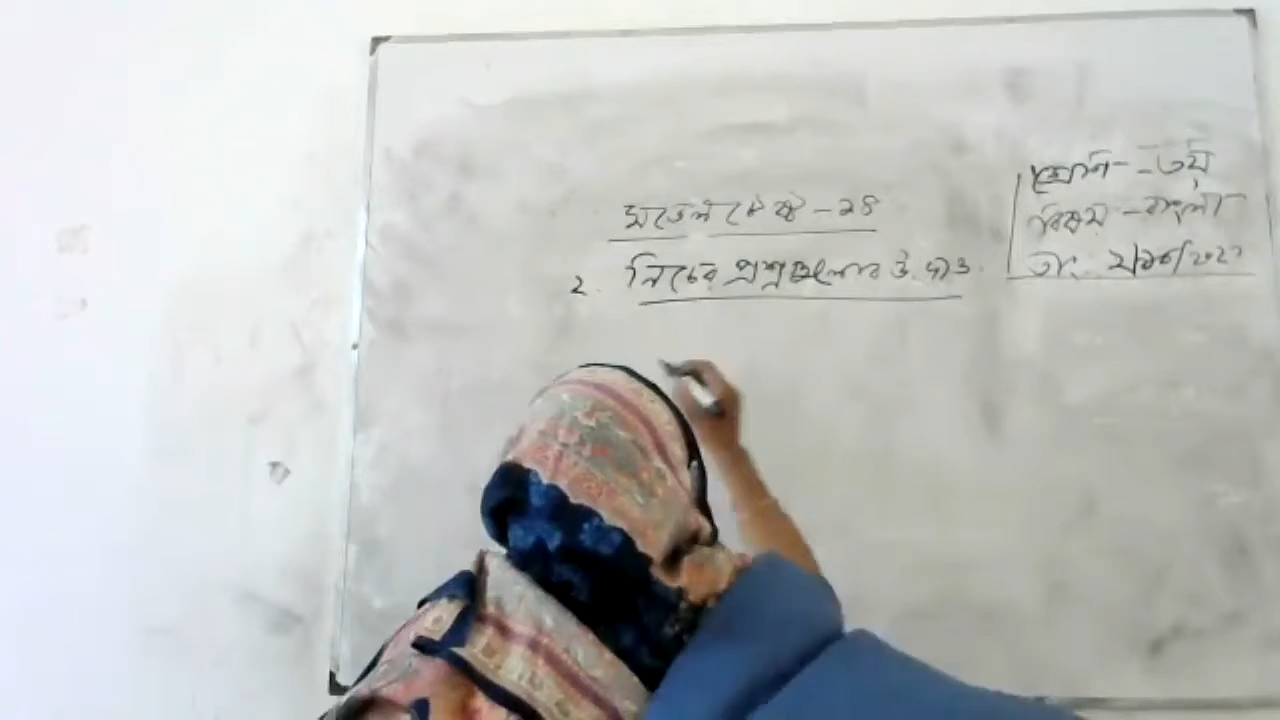 মডেল টেস্ট - ২৪
২. নিচের প্রশ্নগুলোর উ. দাও.
শ্রেণি - ৩য়
বিষয় - বাংলা
তা: